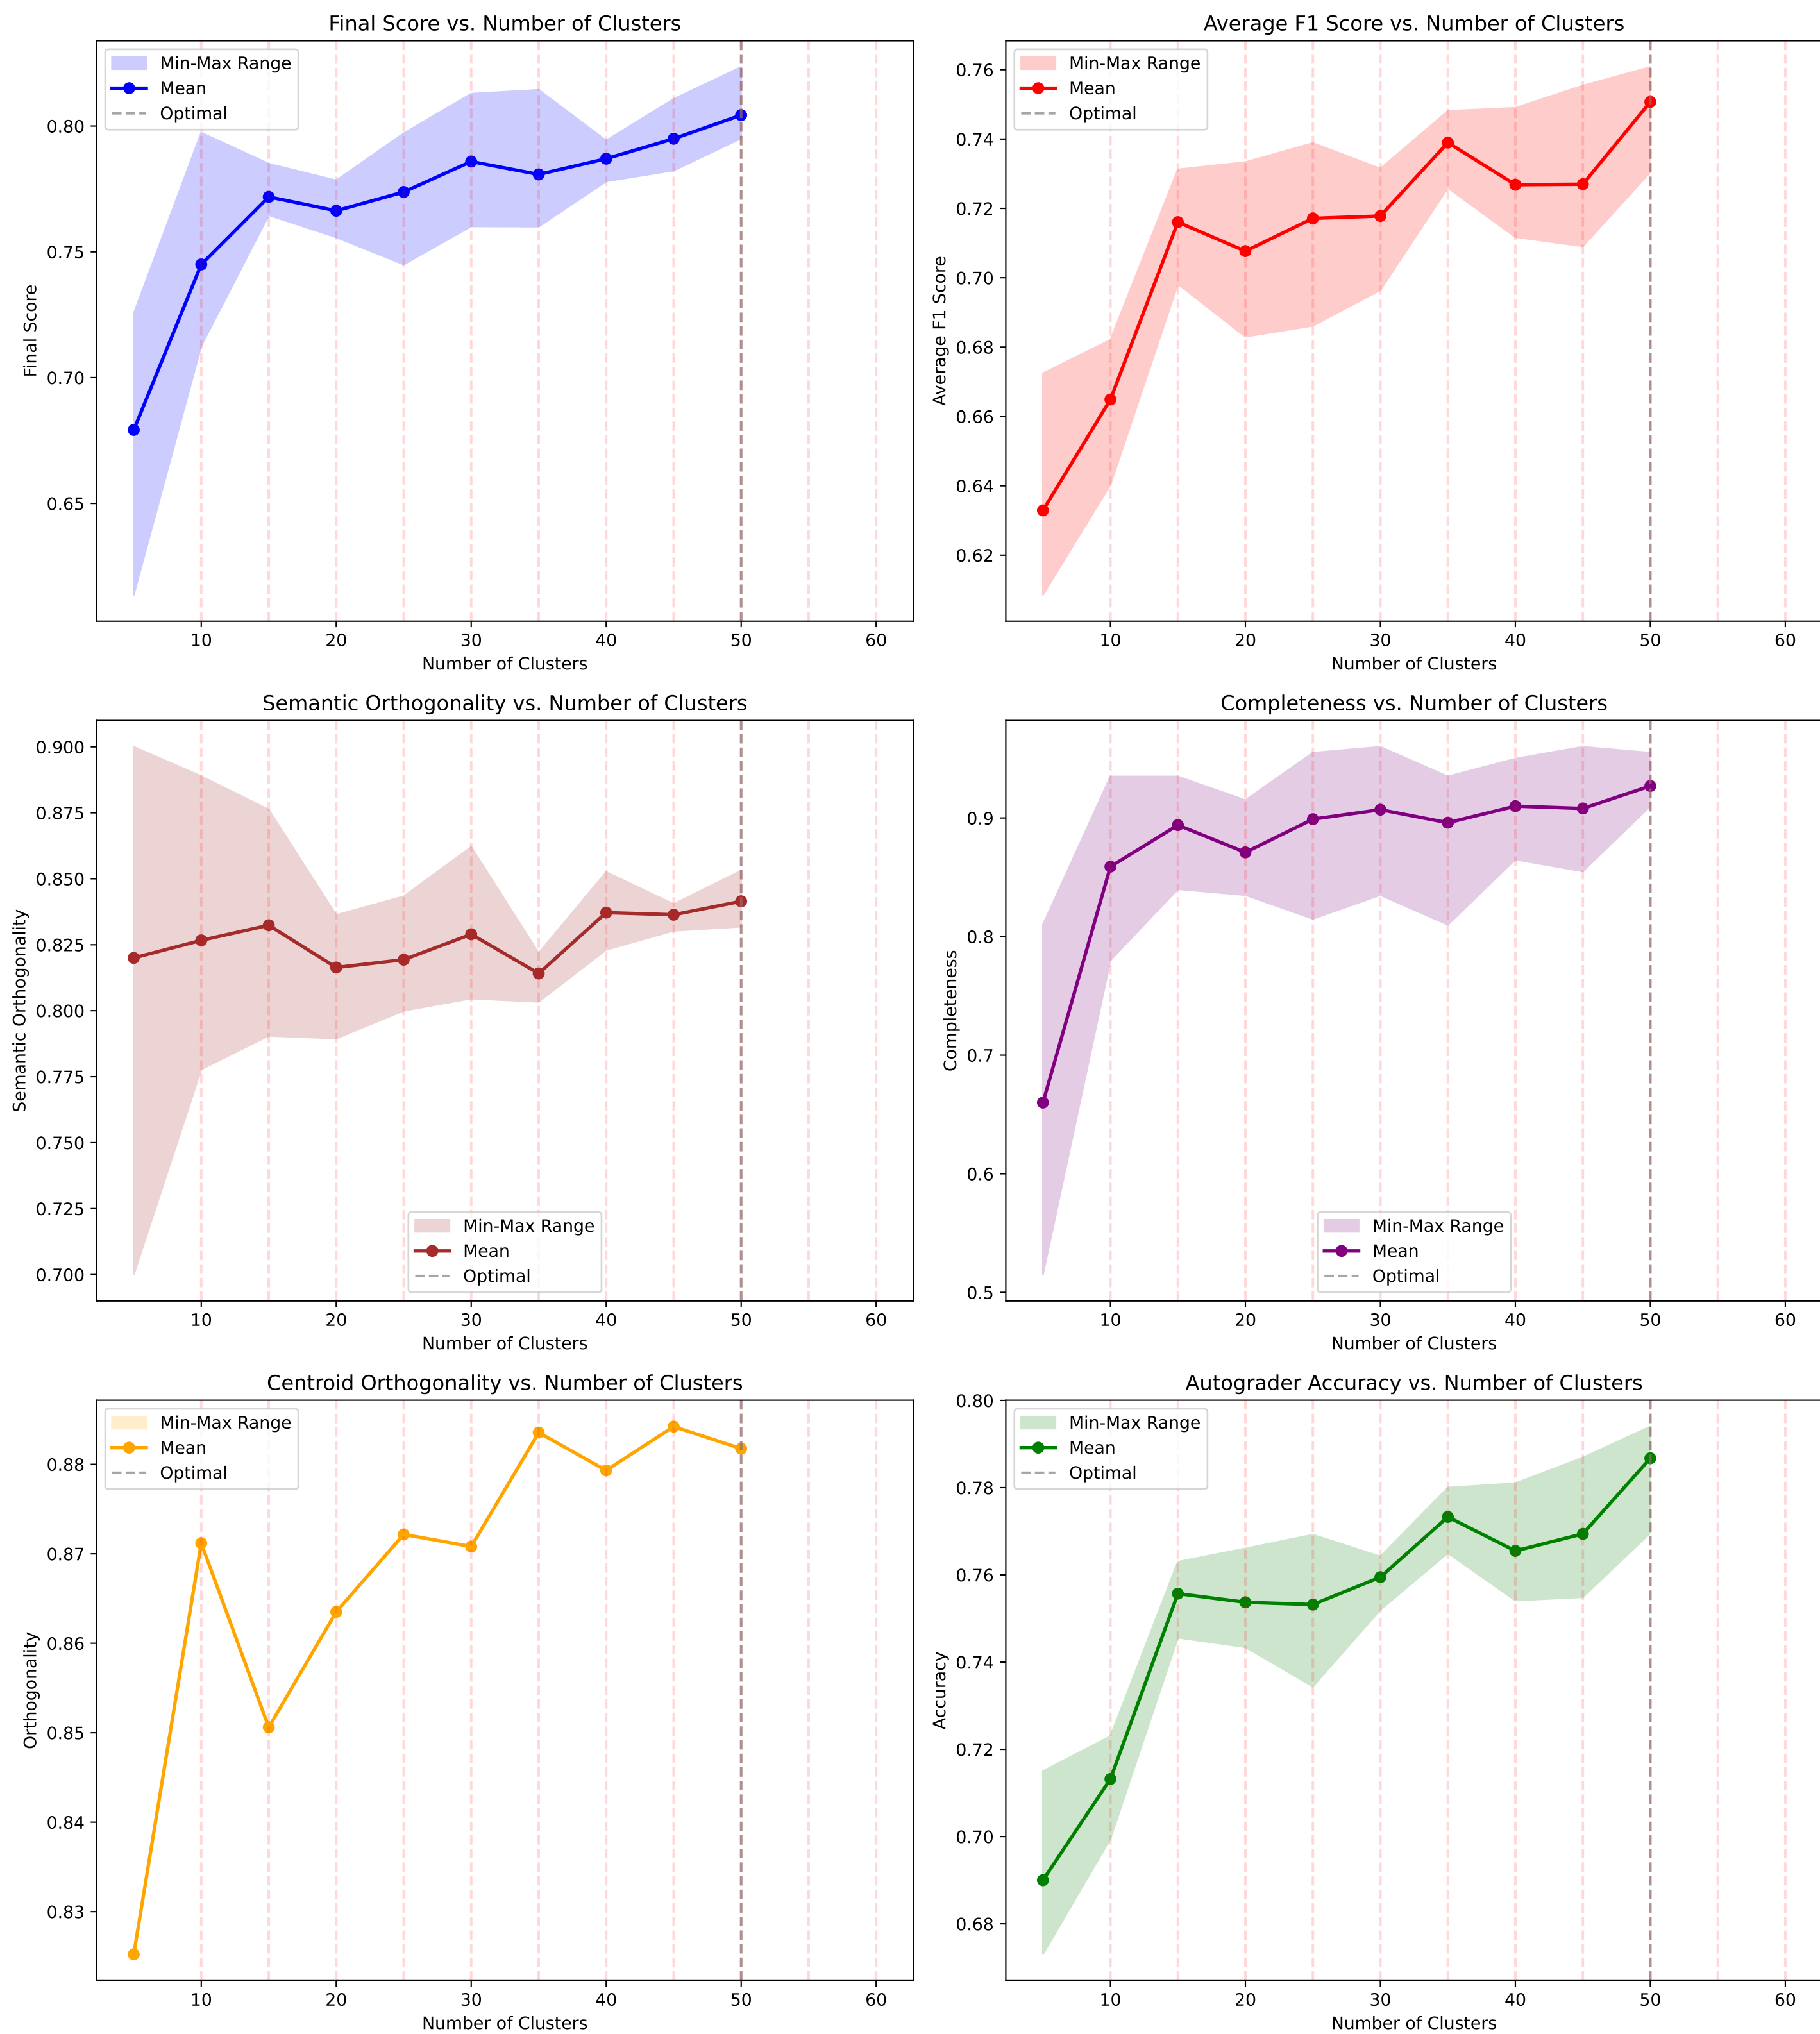 Final Score vs. Number of Clusters
Min-Max Range
Mean
Optimal
Final Score
0.80
0.75
0.70
0.65
10 20 30 40 50 60
Number of Clusters
Average F1 Score vs. Number of Clusters
Min-Max Range
Mean
Optimal
Average F1 Score
0.76
0.74
0.72
0.70
0.68
0.66
0.64
0.62
10 20 30 40 50 60
Number of Clusters
Semantic Orthogonality vs. Number of Clusters
Semantic Orthogonality
0.900
0.875
0.850
0.825
0.800
0.775
0.750
0.725
0.700
Min-Max Range
Mean
Optimal
10 20 30 40 50 60
Number of Clusters
Completeness vs. Number of Clusters
Completeness
0.9
0.8
0.7
0.6
0.5
Min-Max Range
Mean
Optimal
10 20 30 40 50 60
Number of Clusters
Centroid Orthogonality vs. Number of Clusters
Min-Max Range
Mean
Optimal
Orthogonality
0.88
0.87
0.86
0.85
0.84
0.83
10 20 30 40 50 60
Number of Clusters
Autograder Accuracy vs. Number of Clusters
Min-Max Range
Mean
Optimal
Accuracy
0.80
0.78
0.76
0.74
0.72
0.70
0.68
10 20 30 40 50 60
Number of Clusters